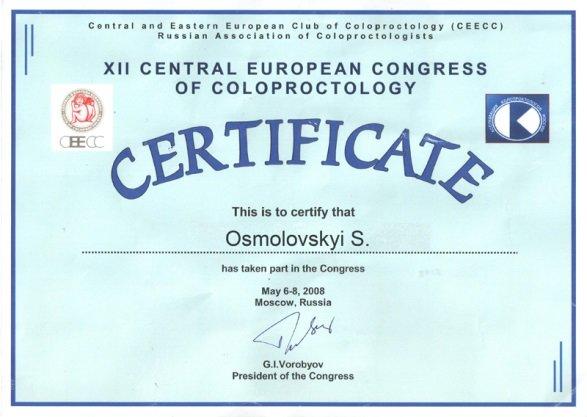 Central and Eastern European Club of Coloproctology (CEECC)
Russian Association of Coloproctologists
XII CENTRAL EUROPEAN CONGRESS
OF COLOPROCTOLOGY
CEECC
CERTIFICATE
This is to certify that
Osmolovskyi S.
has taken part in the Congress
May 6-8, 2008
Moscow, Russia
G.I.Vorobyov
President of the Congress